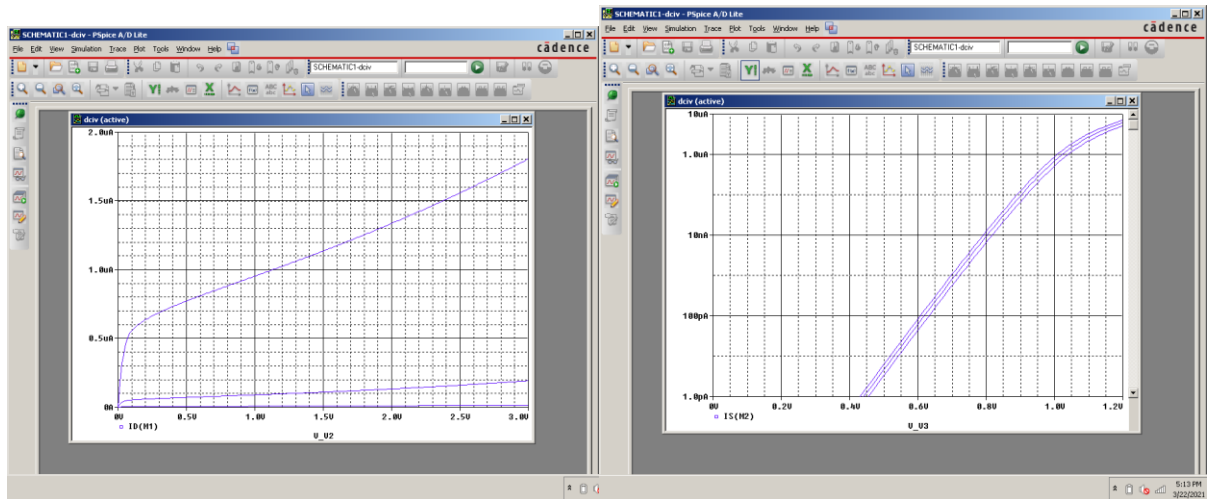 SCHEMATIC1-dciv - PSpice A/D Lite
File Edit View Simulation Trace Plot Tools Window Help
cādence
SCHEMATIC1-dciv
dciv (active)
2.0uA
1.5uA
1.0uA
0.5uA
0A
0V 0.5V 1.0V 1.5V 2.0V 2.5V 3.0V
ID(M1)
V_V2
SCHEMATIC1-dciv - PSpice A/D Lite
File Edit View Simulation Trace Plot Tools Window Help
cādence
SCHEMATIC1-dciv
dciv (active)
10uA
1.0uA
10nA
100pA
1.0pA
0V 0.2V 0.4V 0.6V 0.8V 1.0V 1.2V
IS(M2)
V_V3
5:13 PM
3/22/2021